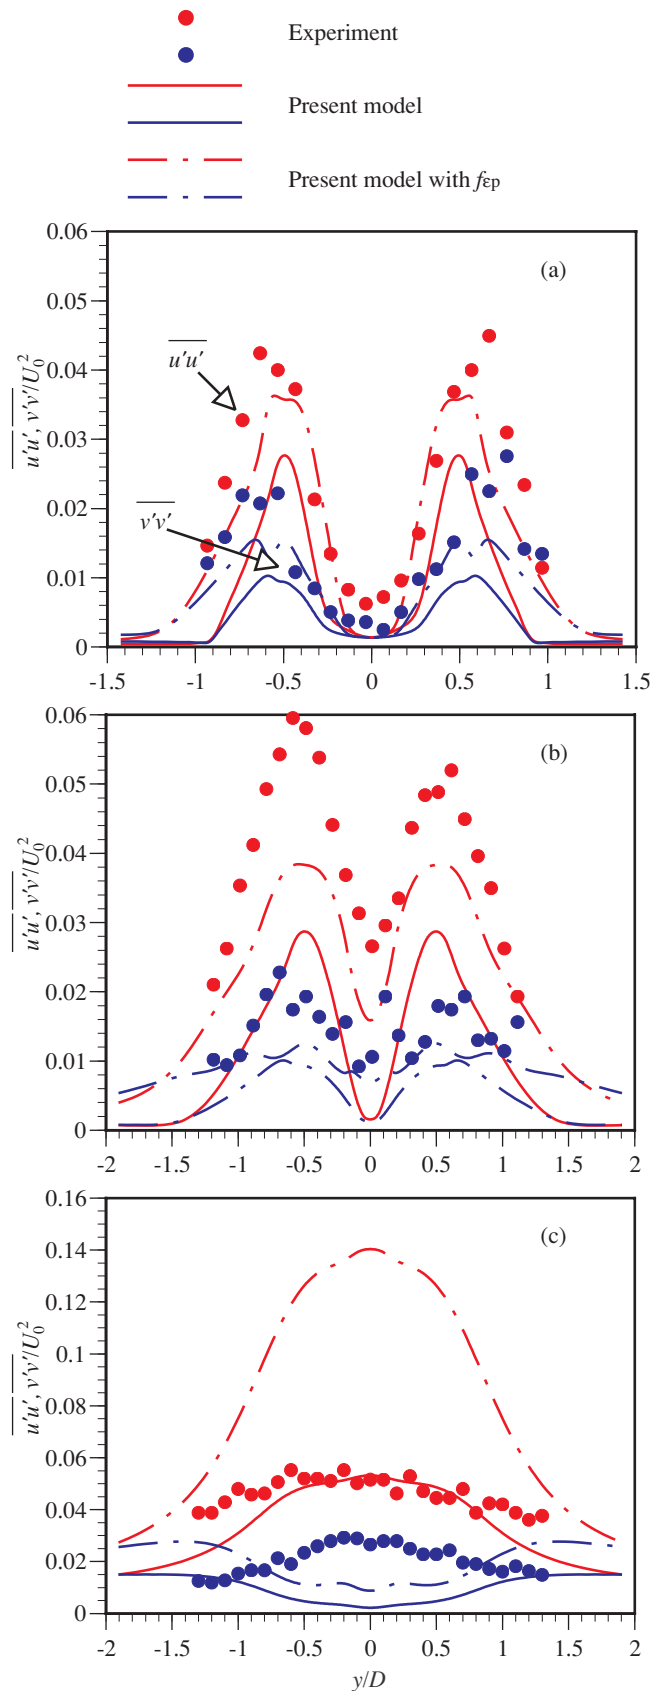 Experiment
Present model
Present model with fεp
0.06
0.05
0.04
0.03
0.02
0.01
0
(a)
u'u'
v'v'
u'u', v'v'/U₀²
-1.5 -1 -0.5 0 0.5 1 1.5
0.06
0.05
0.04
0.03
0.02
0.01
0
(b)
u'u', v'v'/U₀²
-2 -1.5 -1 -0.5 0 0.5 1 1.5 2
0.16
0.14
0.12
0.1
0.08
0.06
0.04
0.02
0
(c)
u'u', v'v'/U₀²
-2 -1.5 -1 -0.5 0 0.5 1 1.5 2
y/D